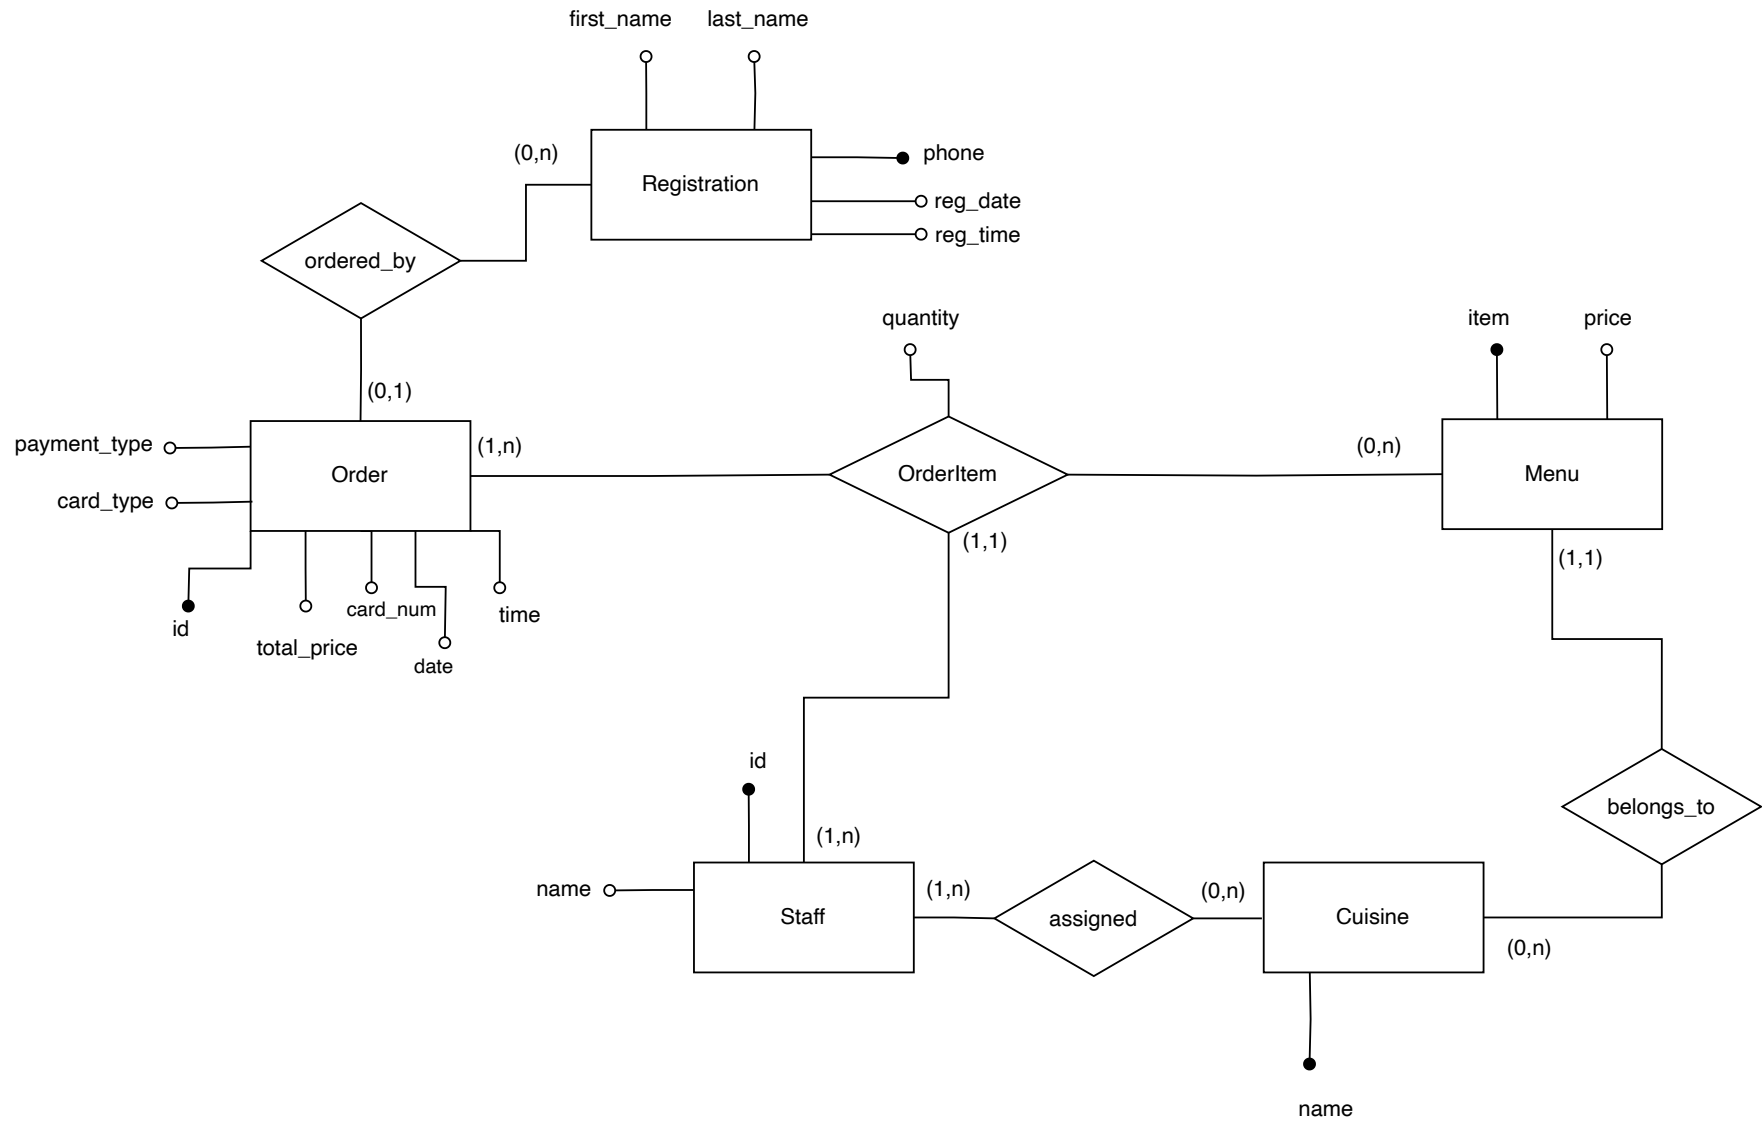 first_name last_name
(0,n)
phone
Registration
reg_date
reg_time
ordered_by
quantity
item price
(0,1)
payment_type
(1,n)
(0,n)
Order
OrderItem
Menu
card_type
(1,1)
(1,1)
card_num
time
id
total_price
date
id
belongs_to
(1,n)
name
(1,n)
(0,n)
Staff
assigned
Cuisine
(0,n)
name